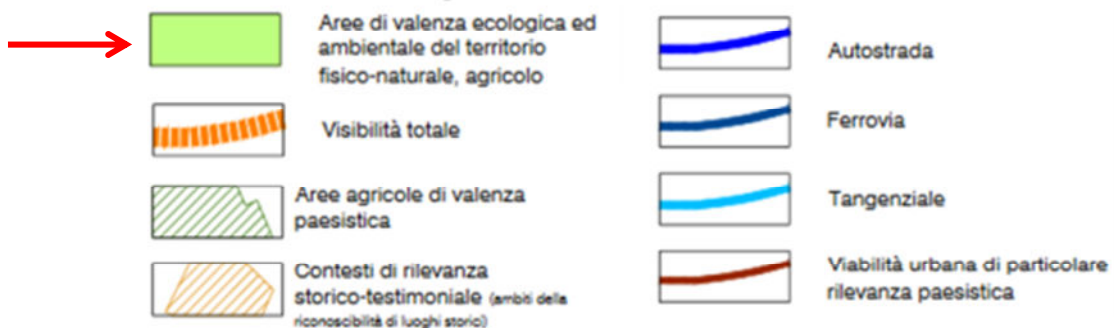 Aree di valenza ecologica ed
ambientale del territorio
fisico-naturale, agricolo
Visibilità totale
Aree agricole di valenza
paesistica
Contesti di rilevanza
storico-testimoniale (ambiti della
riconoscibilità di luoghi storici)
Autostrada
Ferrovia
Tangenziale
Viabilità urbana di particolare
rilevanza paesistica